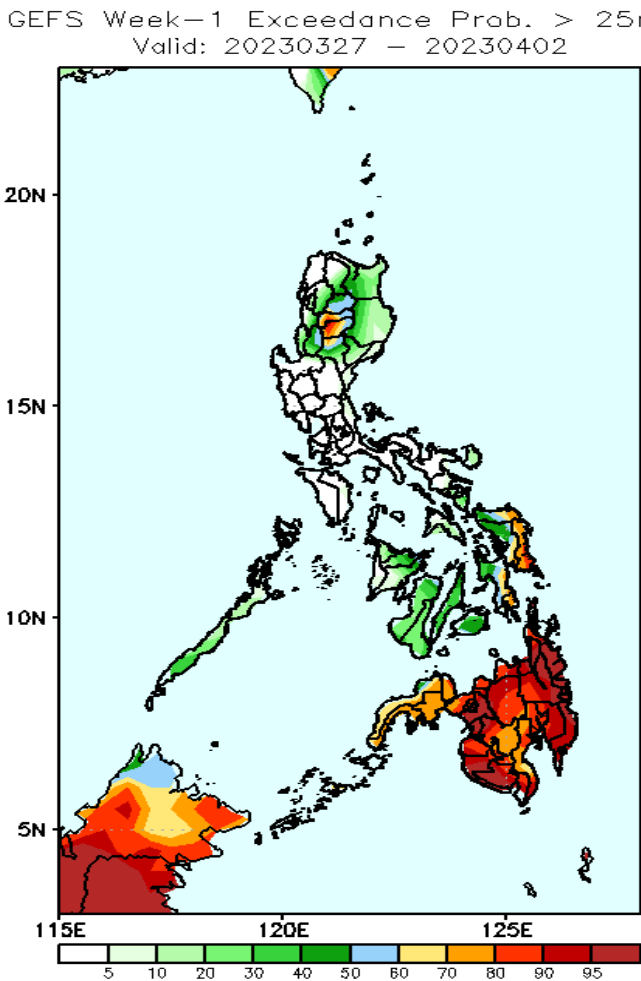 GEFS Week-1 Exceedance Prob. > 25
Valid: 20230327 - 20230402
20N
15N
10N
5N
115E 120E 125E
5 10 20 30 40 50 60 70 80 90 95